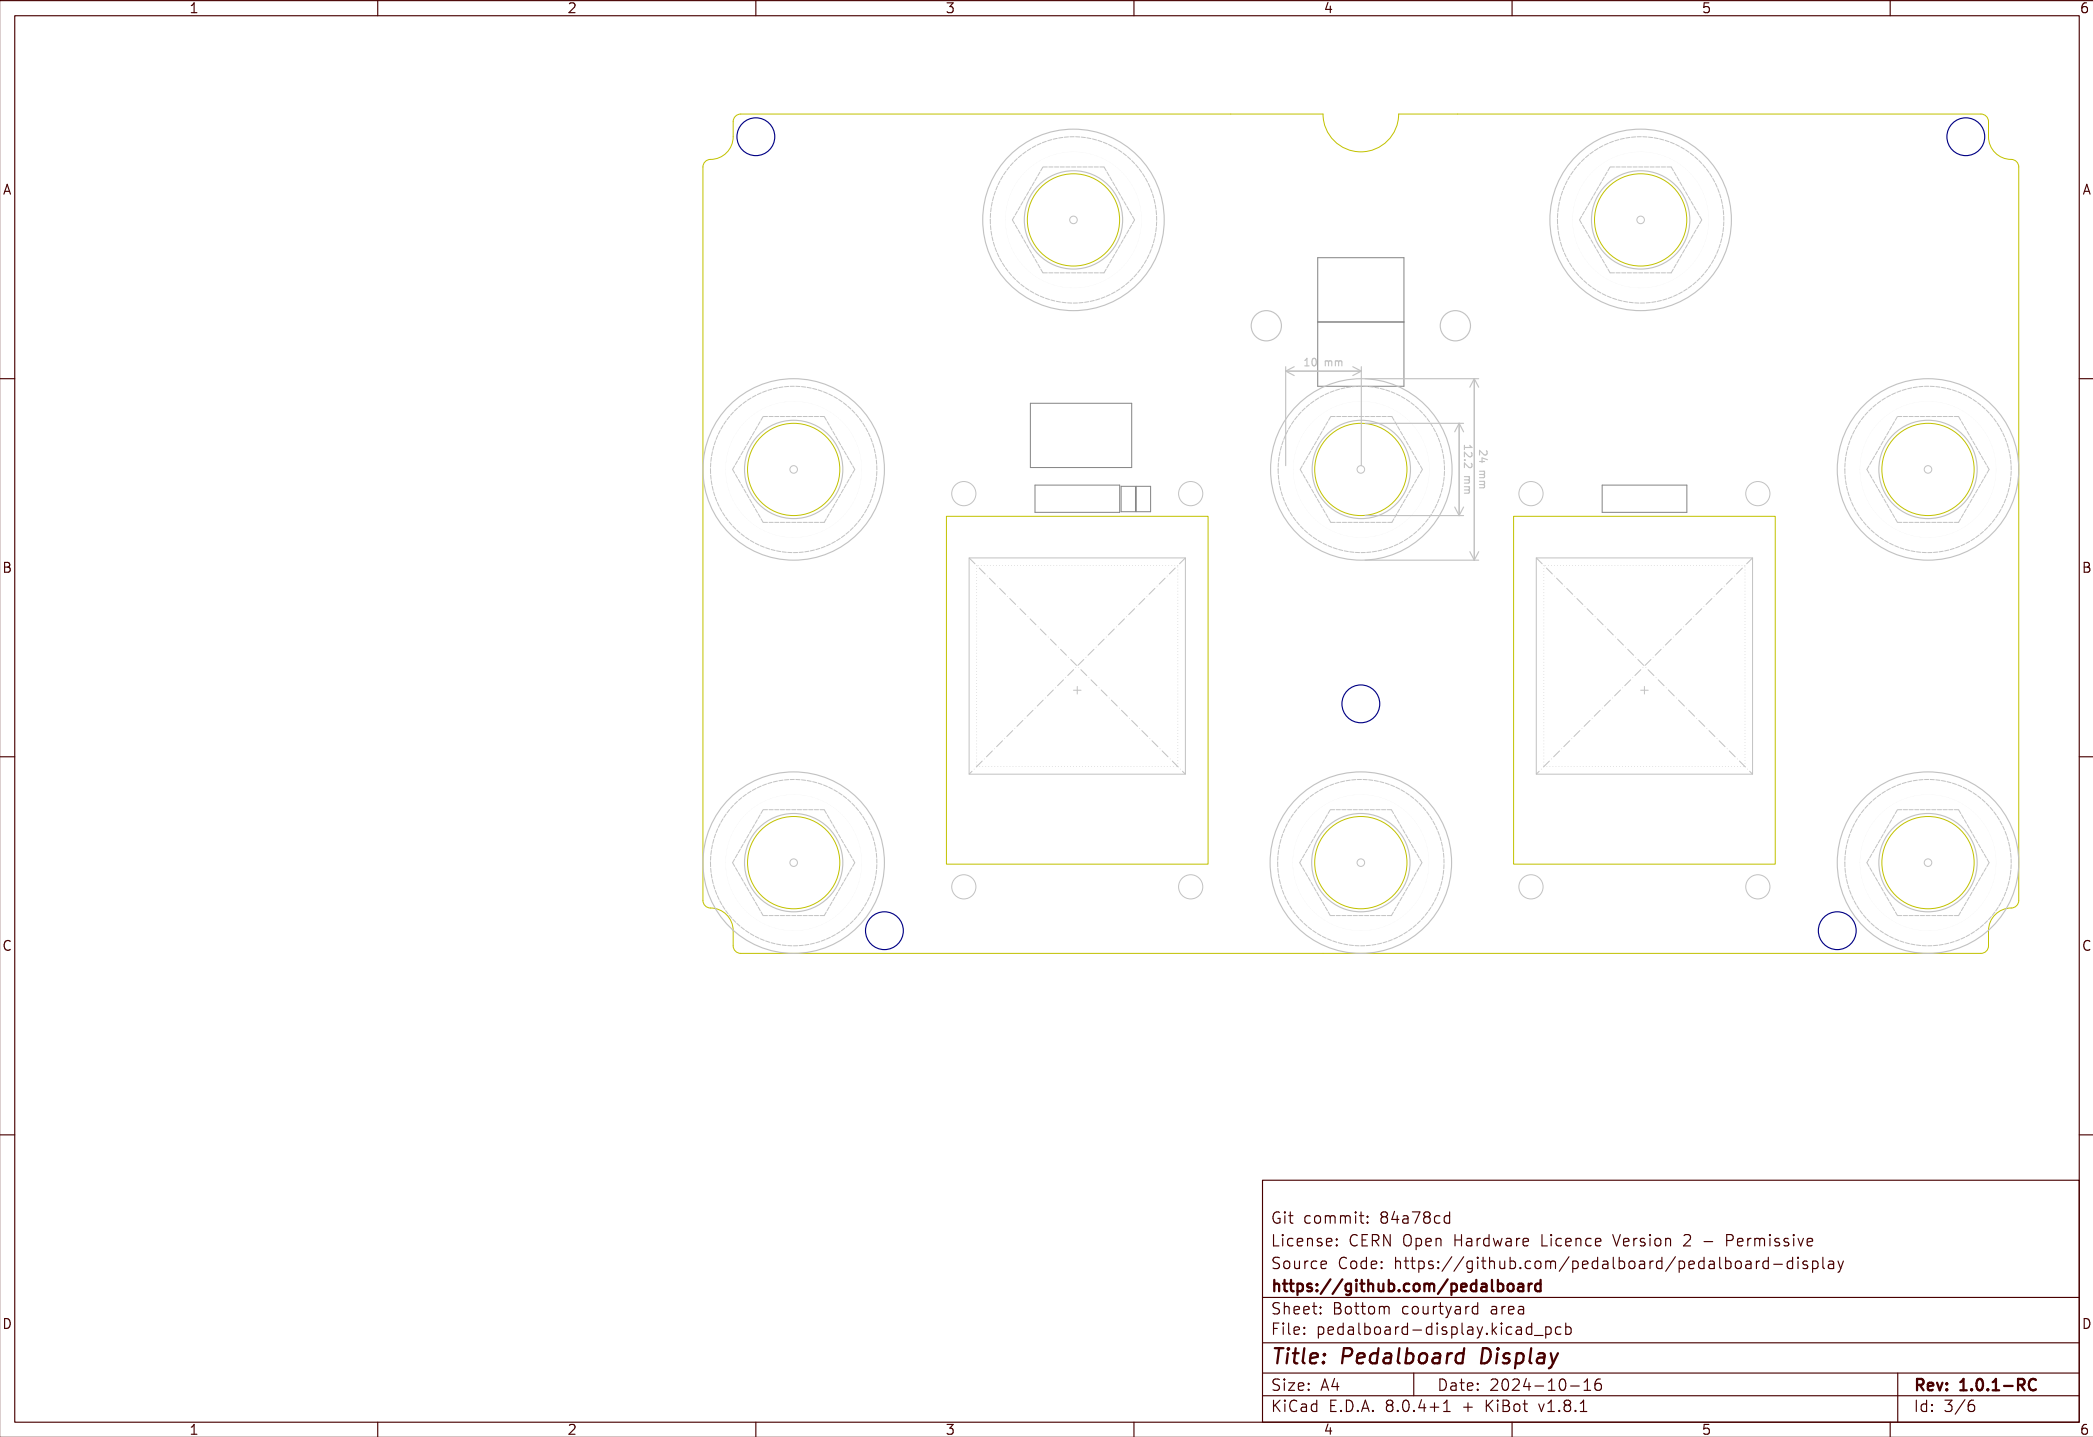 1 2 3 4 5 6
A A
10 mm
12.2 mm
24 mm
B B
C C
Git commit: 84a78cd
License: CERN Open Hardware Licence Version 2 - Permissive
Source Code: https://github.com/pedalboard/pedalboard-display
https://github.com/pedalboard
Sheet: Bottom courtyard area
File: pedalboard-display.kicad_pcb
D D
Title: Pedalboard Display
Size: A4 Date: 2024-10-16 Rev: 1.0.1-RC
KiCad E.D.A. 8.0.4+1 + KiBot v1.8.1 Id: 3/6
1 2 3 4 5 6